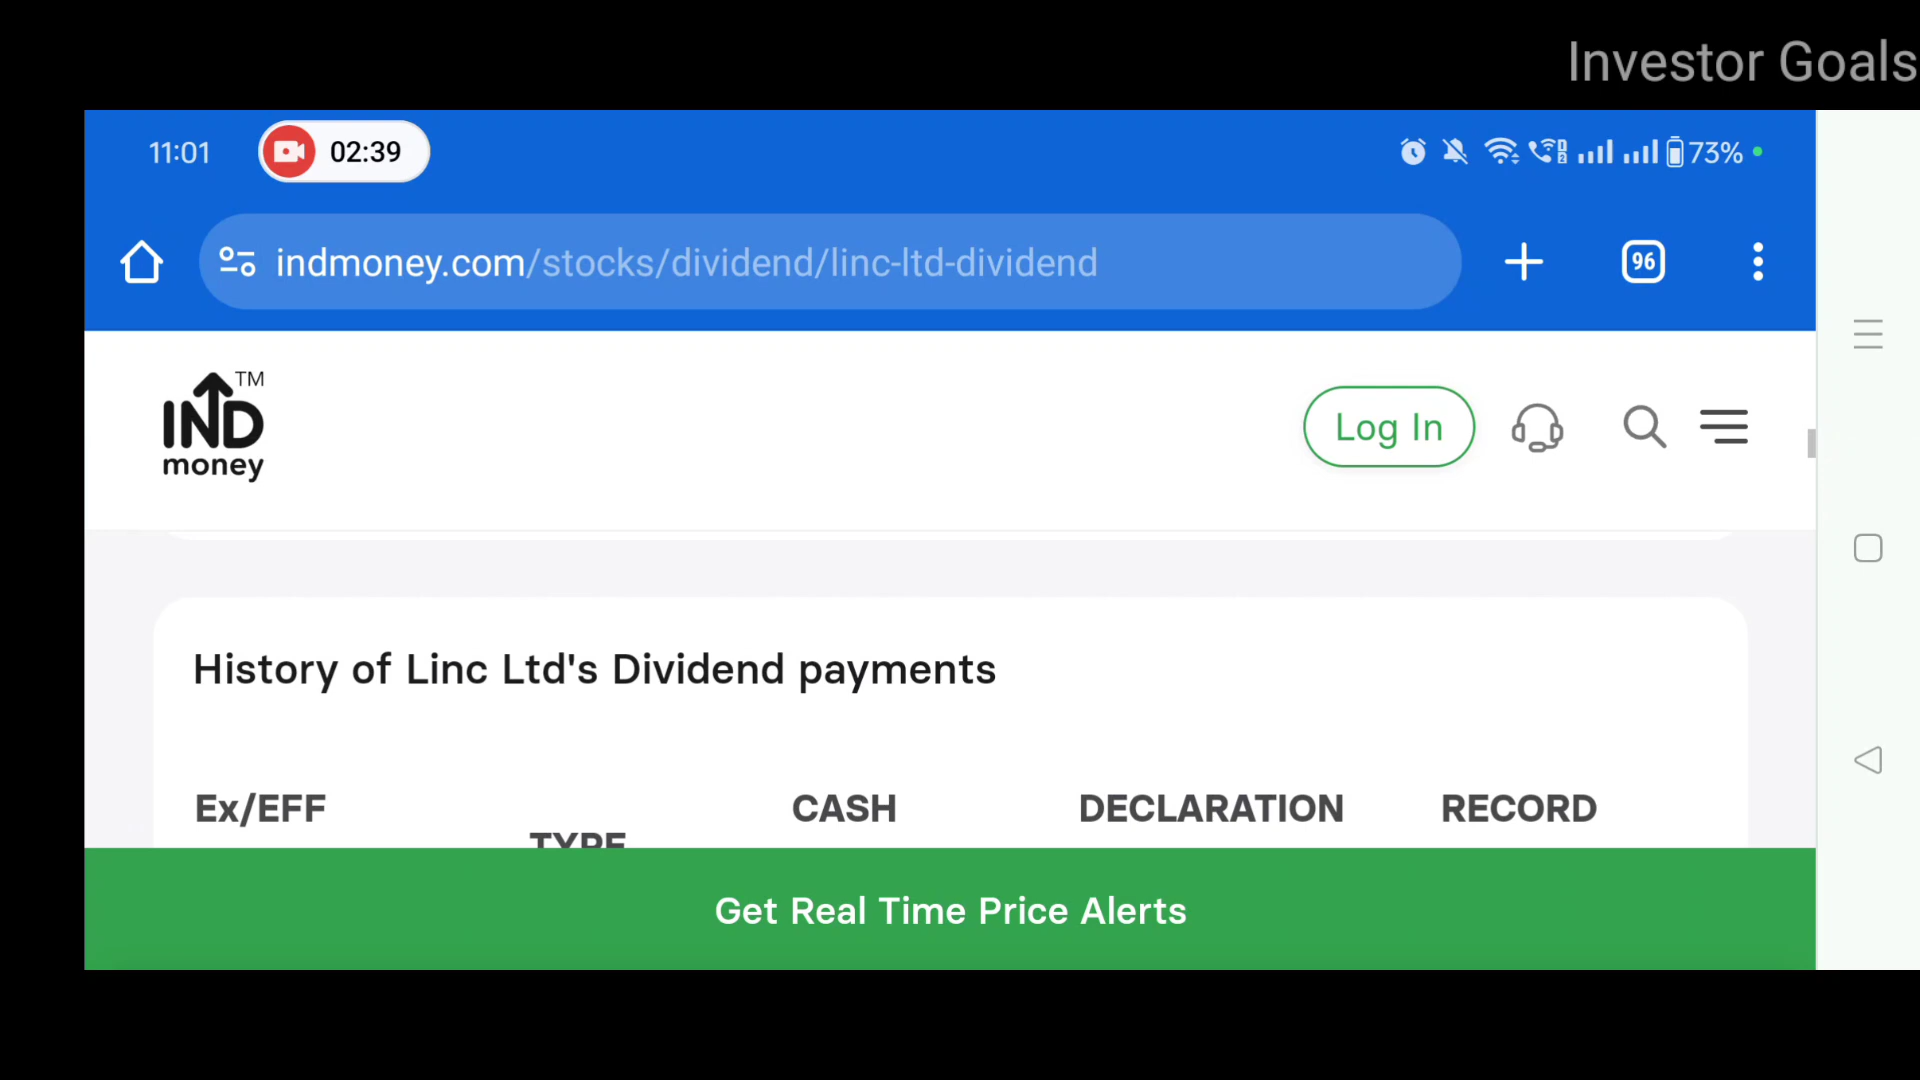 Investor Goals
11:01
02:39
73%
indmoney.com/stocks/dividend/linc-ltd-dividend
96
IND TM
money
Log In
History of Linc Ltd's Dividend payments
Ex/EFF
CASH
DECLARATION
RECORD
TYPE
Get Real Time Price Alerts